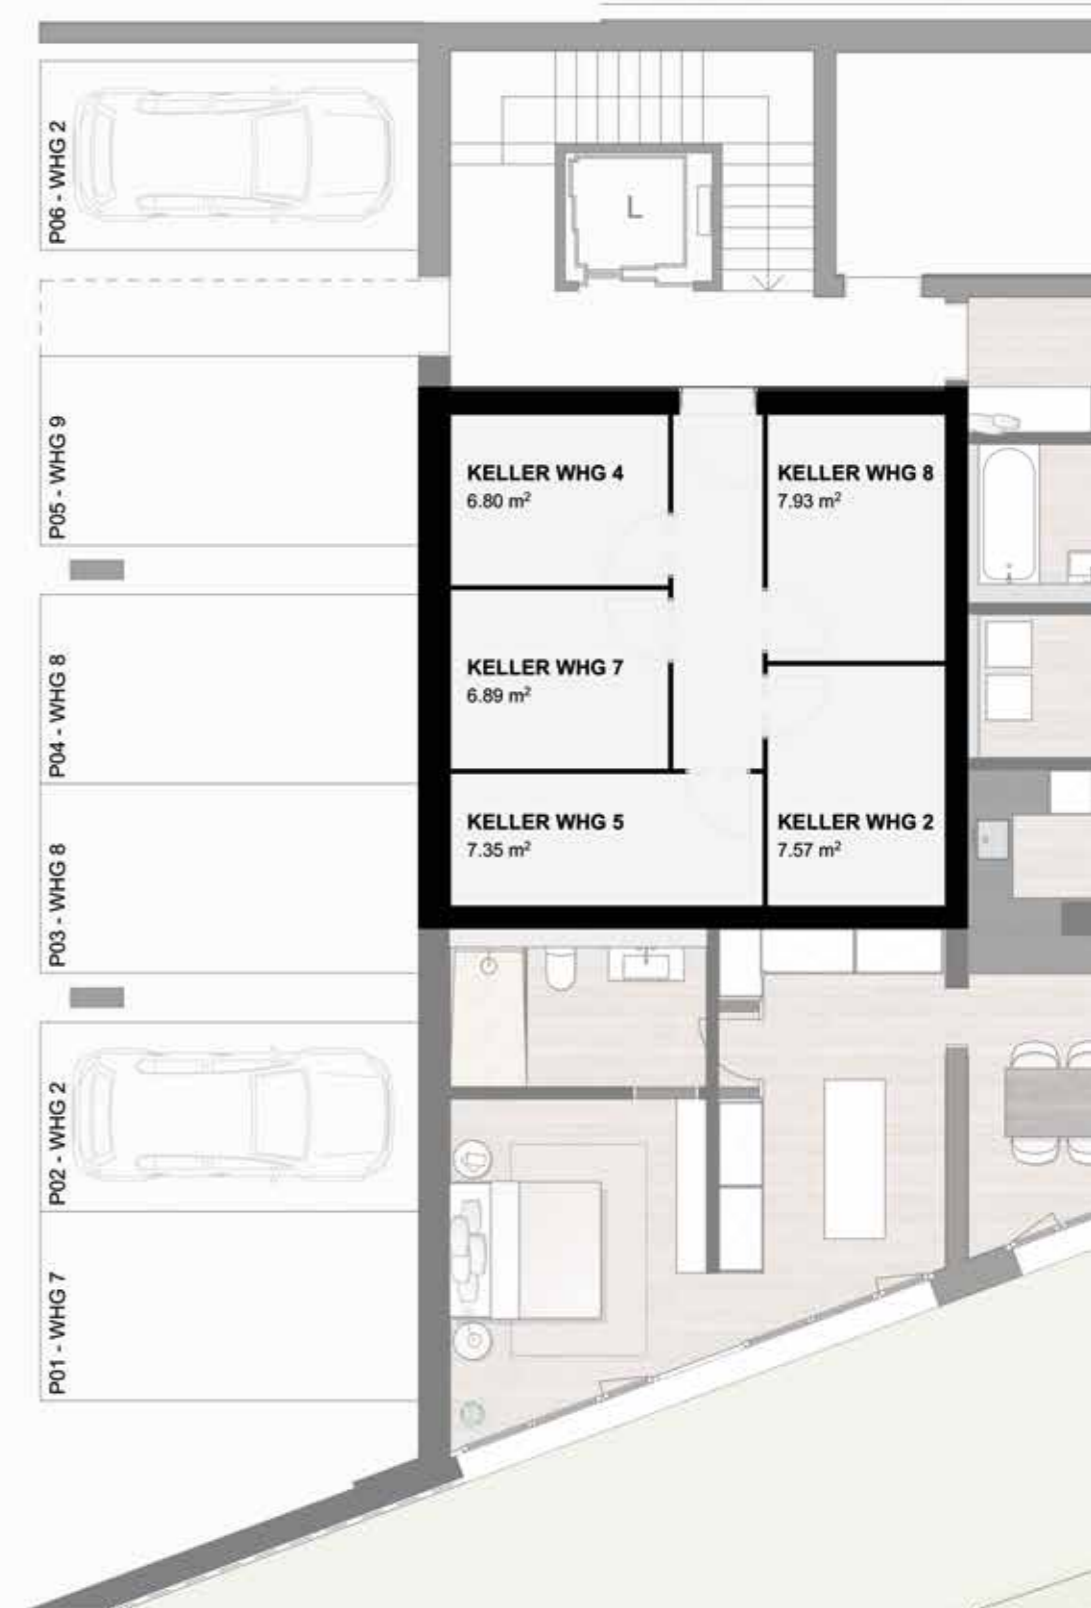 P06 - WHG 2
L
P05 - WHG 9
KELLER WHG 4
6.80 m²
KELLER WHG 8
7.93 m²
P04 - WHG 8
KELLER WHG 7
6.89 m²
P03 - WHG 8
KELLER WHG 5
7.35 m²
KELLER WHG 2
7.57 m²
P02 - WHG 2
P01 - WHG 7